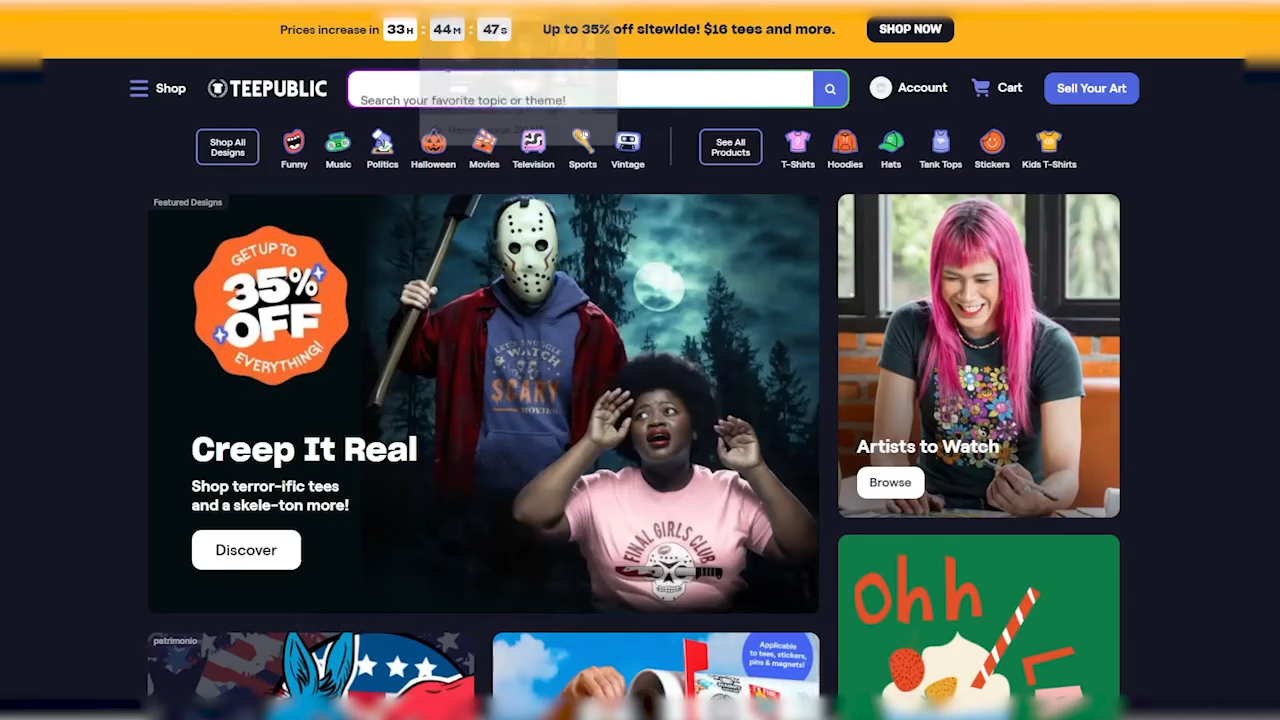 Prices increase in 33H : 44M : 47S
Up to 35% off sitewide! $16 tees and more.
SHOP NOW
Shop
TEEPUBLIC
Search your favorite topic or theme!
Account
Cart
Sell Your Art
Shop All
Designs
Funny
Music
Politics
Halloween
Movies
Television
Sports
Vintage
See All
Products
T-Shirts
Hoodies
Hats
Tank Tops
Stickers
Kids T-Shirts
Featured Designs
GET UP TO
35%
OFF
EVERYTHING!
LET'S SNUGGLE
& WATCH
SCARY
MOVIES
Creep It Real
Shop terror-ific tees
and a skele-ton more!
Discover
FINAL GIRLS CLUB
Artists to Watch
Browse
patrimonio
Applicable
to tees, stickers,
pins & magnets!
Ohh